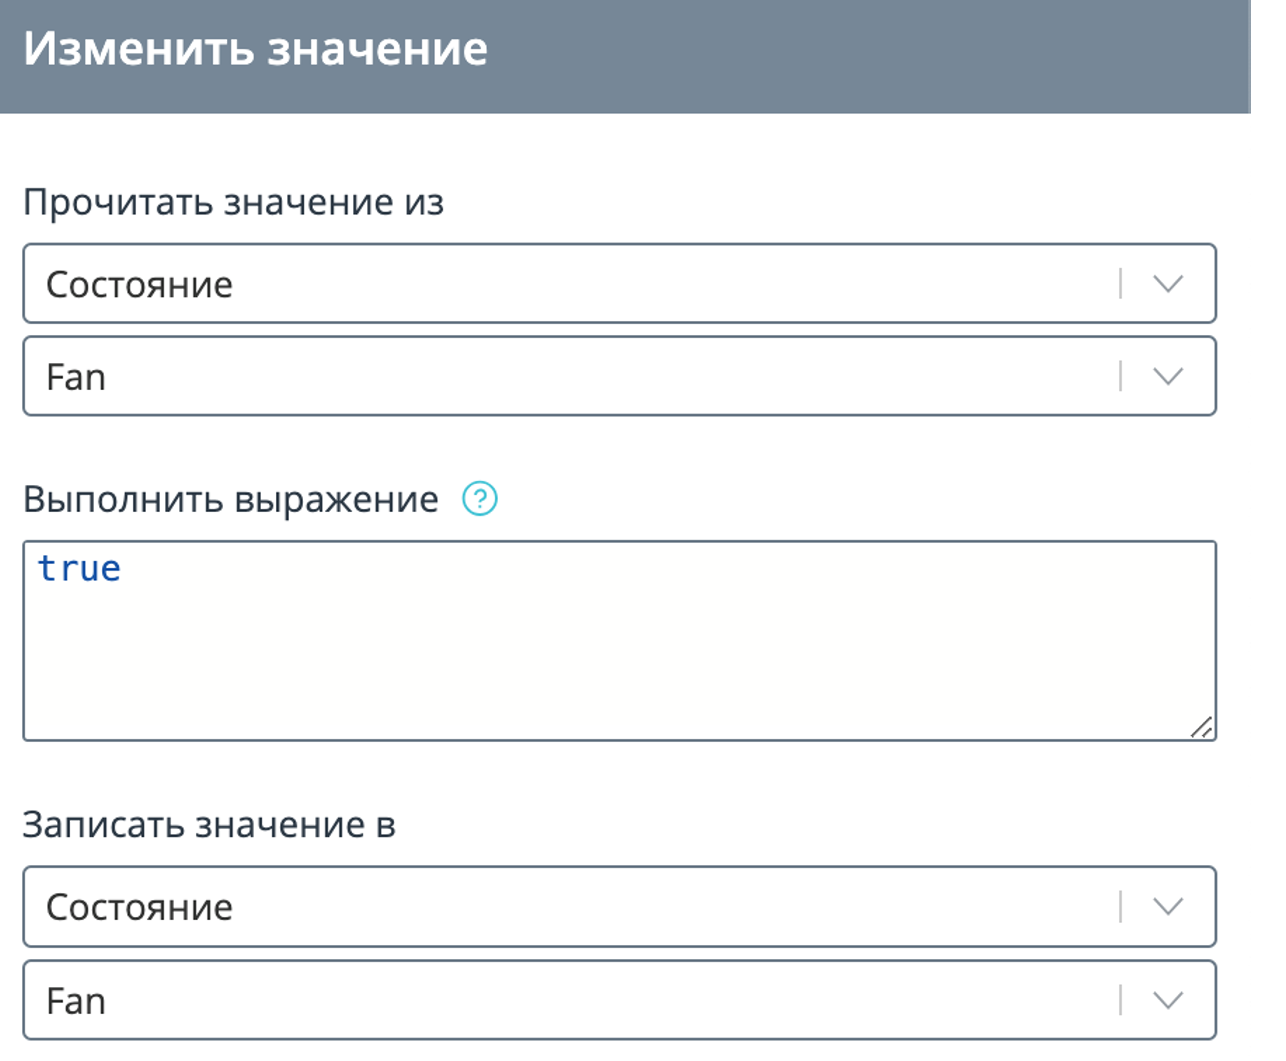 Изменить значение
Прочитать значение из
Состояние
Fan
Выполнить выражение ?
true
Записать значение в
Состояние
Fan